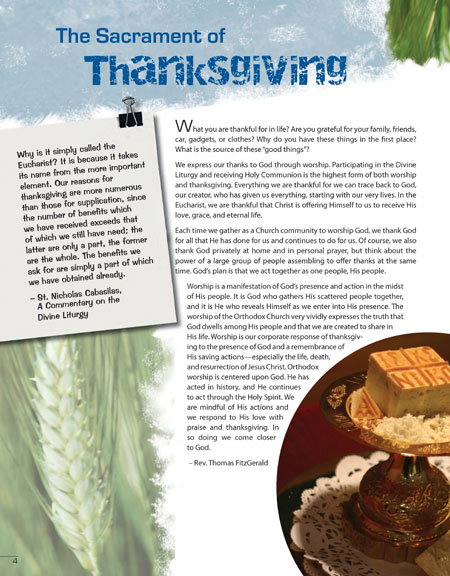 The Sacrament of
Thanksgiving
Why is it simply called the
Eucharist? It is because it takes
its name from the more important
element. Our reasons for
thanksgiving are more numerous
than those for supplication, since
the number of benefits which
we have received exceeds that
of which we still have need; the
latter are only a part, the former
are the whole. The benefits we
ask for are simply a part of which
we have obtained already.
– St. Nicholas Cabasilas,
A Commentary on the
Divine Liturgy
What you are thankful for in life? Are you grateful for your family, friends,
car, gadgets, or clothes? Why do you have these things in the first place?
What is the source of these “good things”?
We express our thanks to God through worship. Participating in the Divine
Liturgy and receiving Holy Communion is the highest form of both worship
and thanksgiving. Everything we are thankful for we can trace back to God,
our creator, who has given us everything, starting with our very lives. In the
Eucharist, we are thankful that Christ is offering Himself to us to receive His
love, grace, and eternal life.
Each time we gather as a Church community to worship God, we thank God
for all that He has done for us and continues to do for us. Of course, we also
thank God privately at home and in personal prayer, but think about the
power of a large group of people assembling to offer thanks at the same
time. God’s plan is that we act together as one people, His people.
Worship is a manifestation of God’s presence and action in the midst
of His people. It is God who gathers His scattered people together,
and it is He who reveals Himself as we enter into His presence. The
worship of the Orthodox Church very vividly expresses the truth that
God dwells among His people and that we are created to share in
His life. Worship is our corporate response of thanksgiv-
ing to the presence of God and a remembrance of
His saving actions—especially the life, death,
and resurrection of Jesus Christ. Orthodox
worship is centered upon God. He has
acted in history, and He continues
to act through the Holy Spirit. We
are mindful of His actions and
we respond to His love with
praise and thanksgiving. In
so doing we come closer
to God.
– Rev. Thomas FitzGerald
4